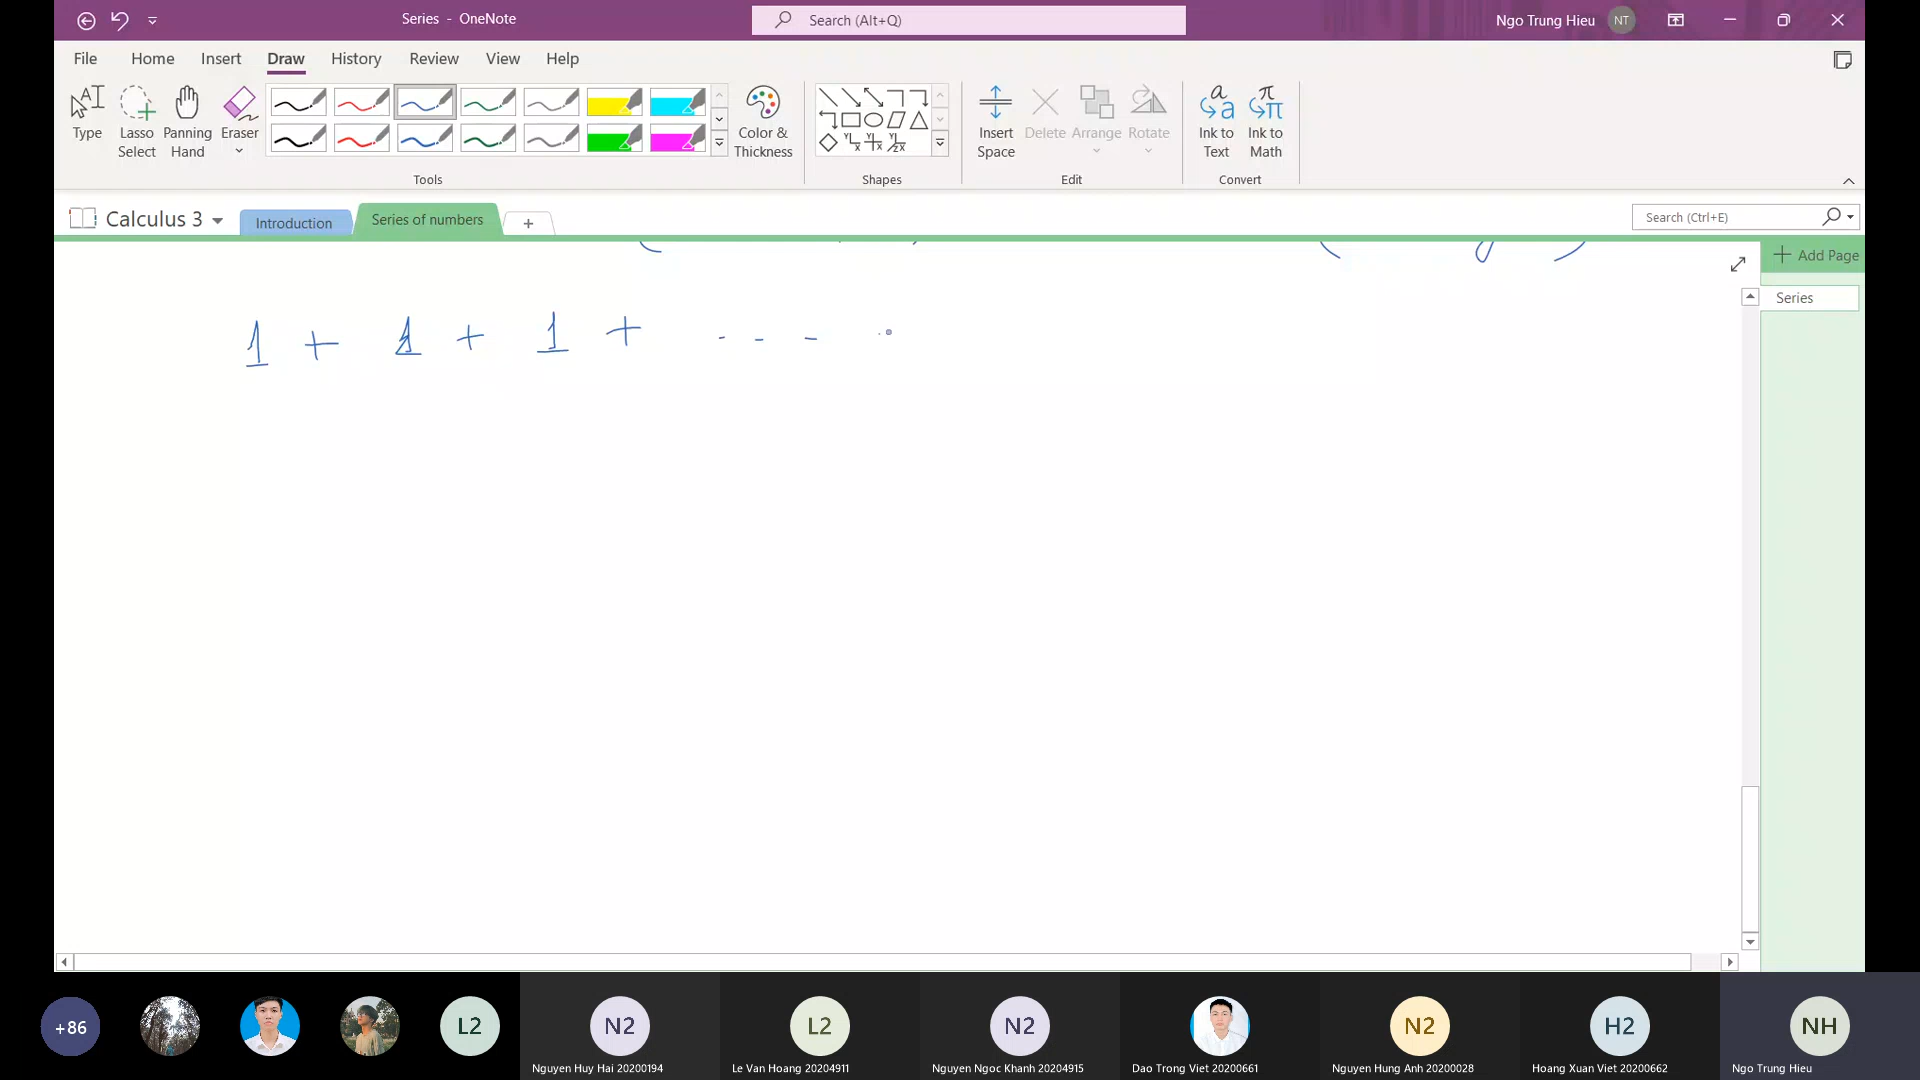 Series - OneNote
Search (Alt+Q)
Ngo Trung Hieu NT
File Home Insert Draw History Review View Help
Type Lasso Select Panning Hand Eraser Color & Thickness Insert Space Delete Arrange Rotate Ink to Text Ink to Math
Tools Shapes Edit Convert
Calculus 3 Introduction Series of numbers + Search (Ctrl+E)
Add Page
Series
1 + 1 + 1 + - - -
+86 L2 N2 L2 N2 N2 H2 NH
Nguyen Huy Hai 20200194 Le Van Hoang 20204911 Nguyen Ngoc Khanh 20204915 Dao Trong Viet 20200661 Nguyen Hung Anh 20200028 Hoang Xuan Viet 20200662 Ngo Trung Hieu